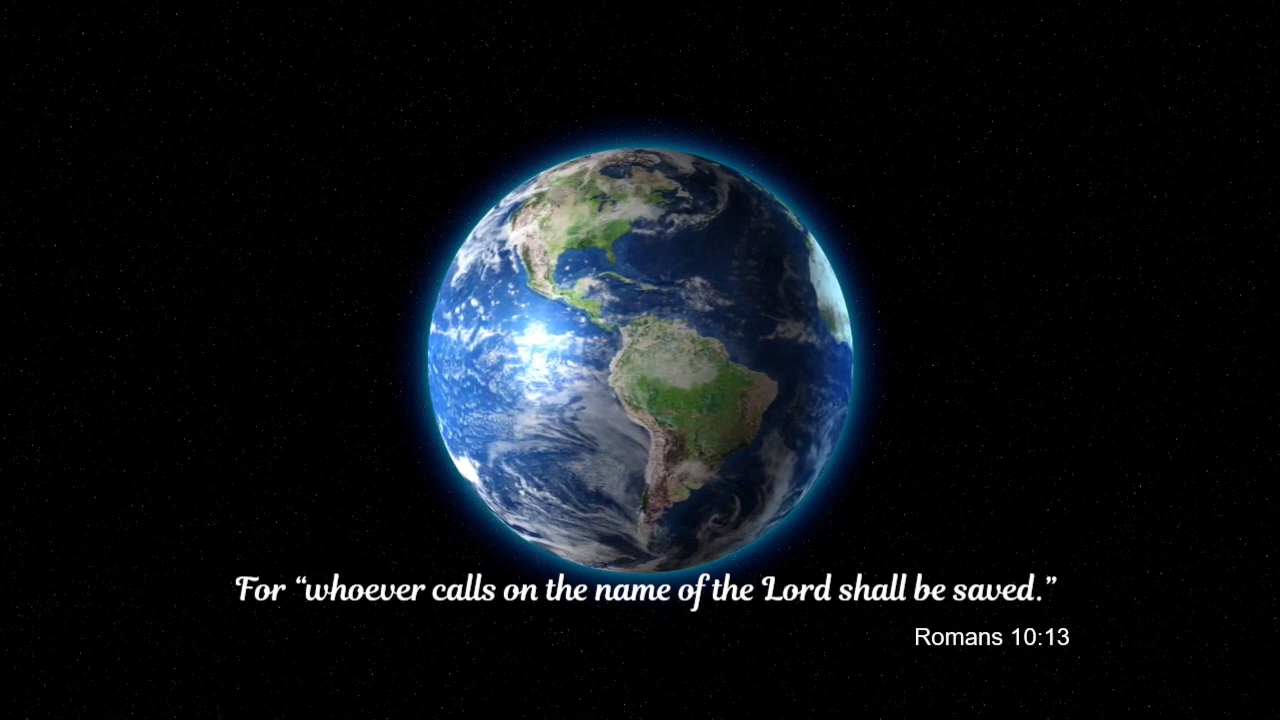 For “whoever calls on the name of the Lord shall be saved.”
Romans 10:13